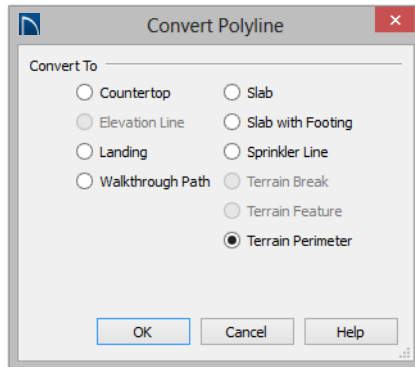 Convert Polyline
Convert To
Countertop
Slab
Elevation Line
Slab with Footing
Landing
Sprinkler Line
Walkthrough Path
Terrain Break
Terrain Feature
Terrain Perimeter
OK
Cancel
Help